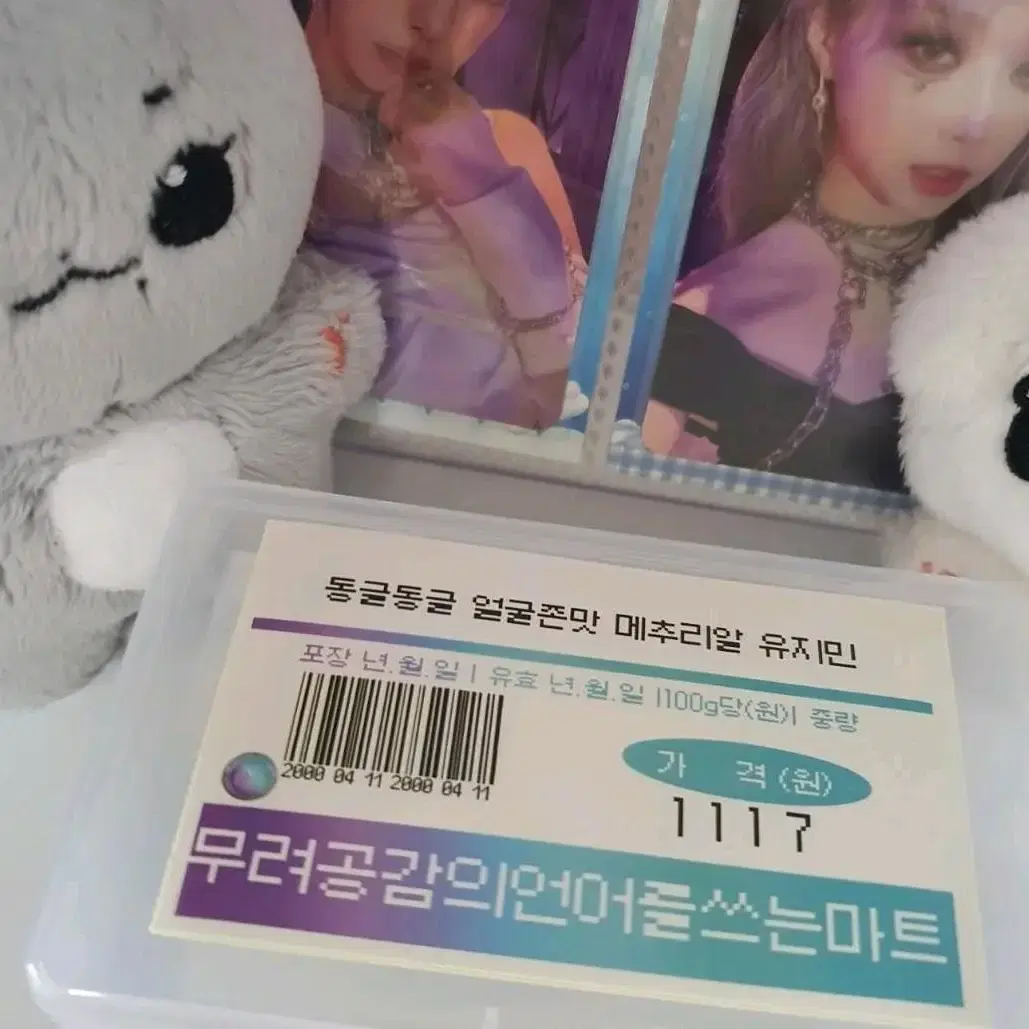 동글동글 얼굴존맛 메추리알 유지민
포장 년.월.일 | 유효 년.월.일 |100g당(원)| 중량
2000 04 11 2000 04 11
가 격 (원)
1117
무려공감의언어를쓰는마트